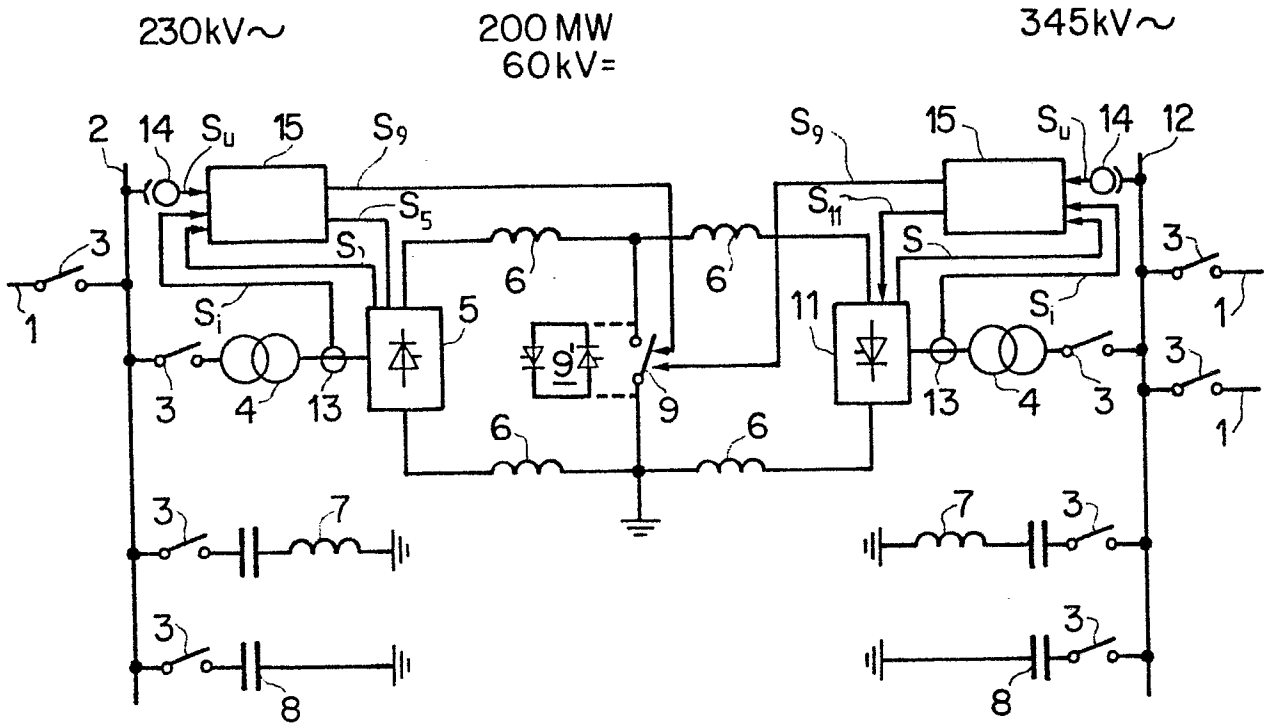 230kV~
200 MW
60kV=
345kV~
2 14 Su 15 S9
S9 15 Su 14 12
3 S5 S11 3
S S
6 6
Si 5 11 Si
1 1
9'
3 4 13 9 13 4 3 3
6 6 1
3 7 7 3
3 3
8 8